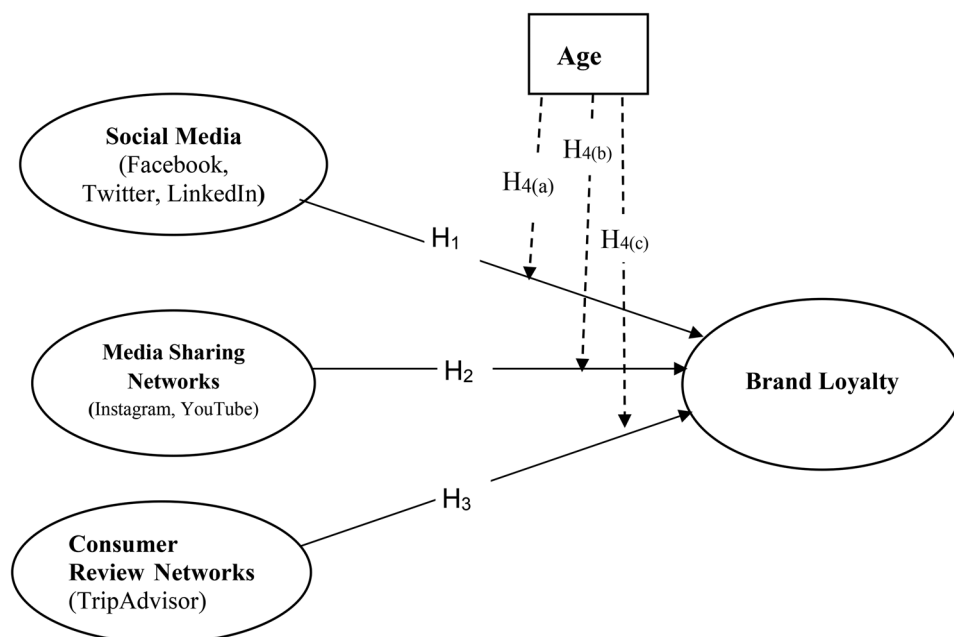 Age
Social Media
(Facebook,
Twitter, LinkedIn)
H4(a)
H4(b)
H4(c)
H1
Media Sharing
Networks
(Instagram, YouTube)
H2
Brand Loyalty
H3
Consumer
Review Networks
(TripAdvisor)